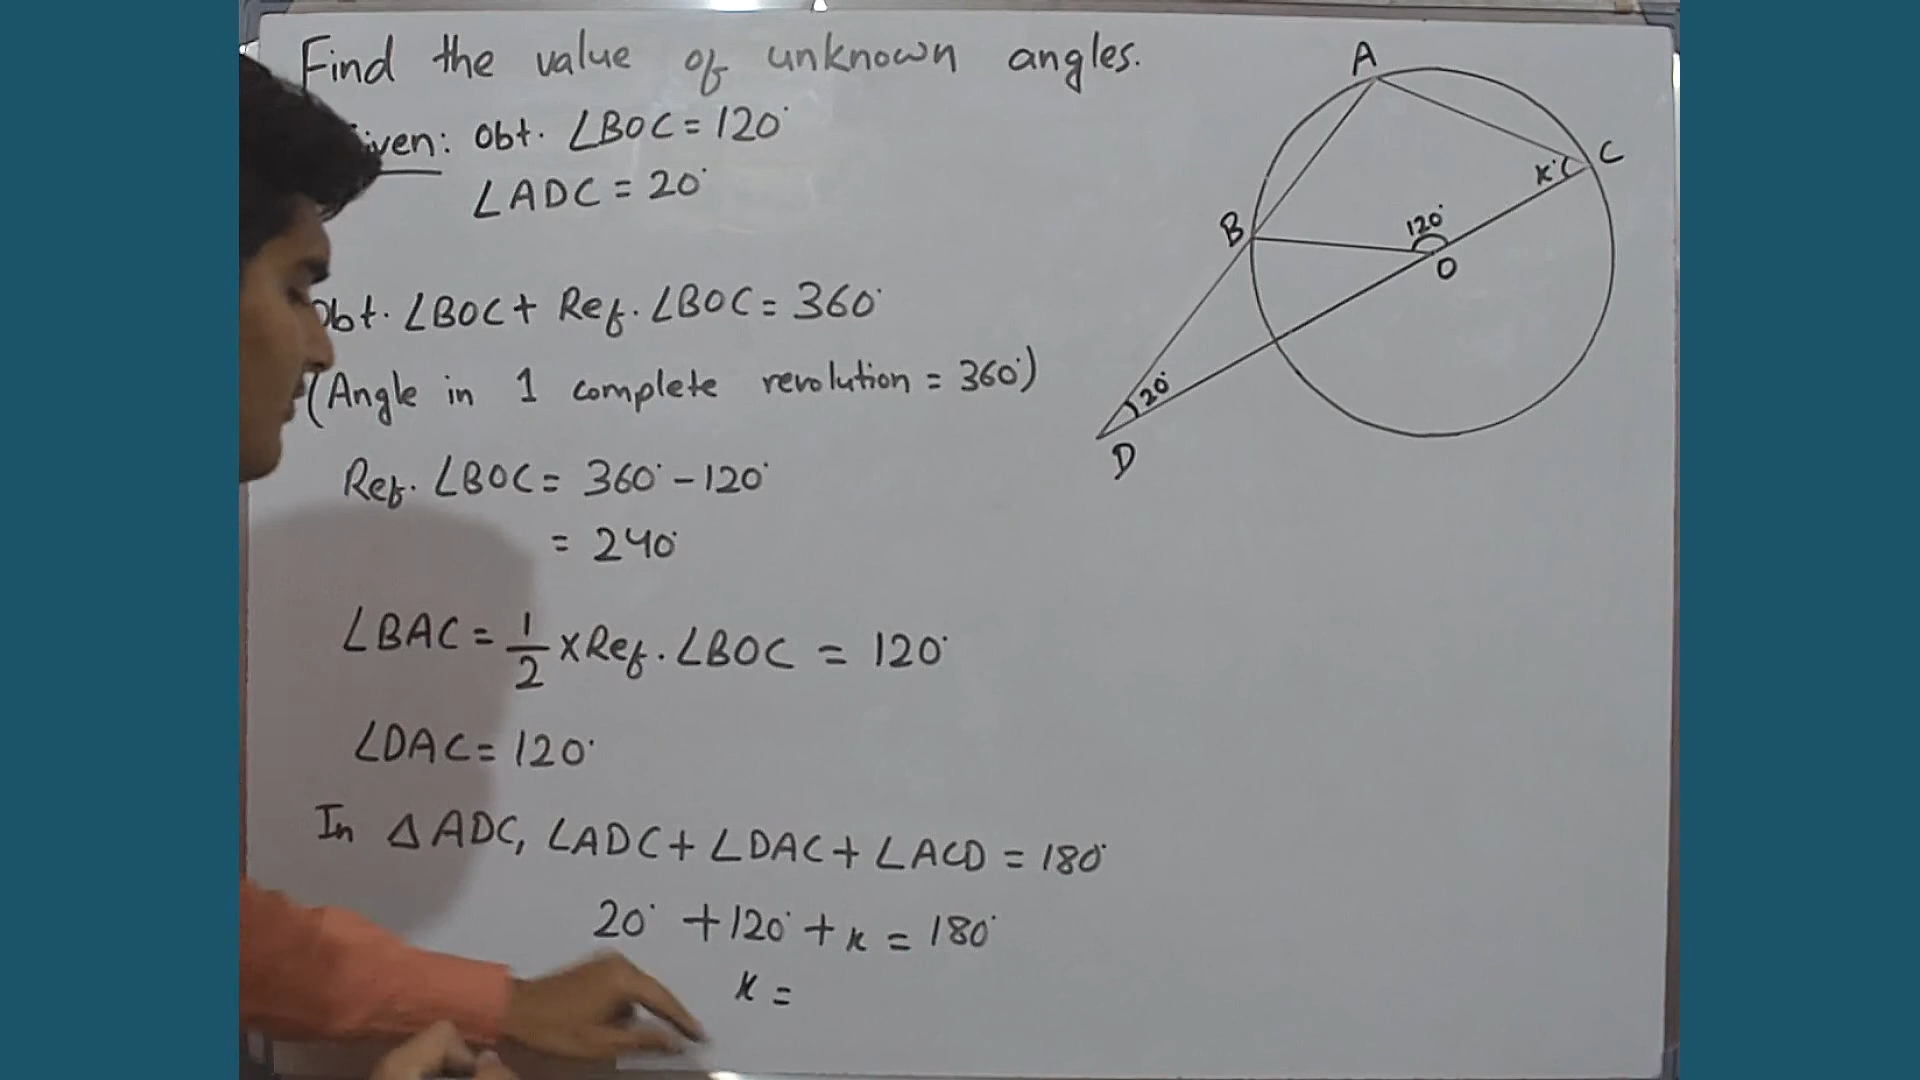 Find the value of unknown angles.
iven: Obt. ∠BOC = 120°
∠ADC = 20°
Obt. ∠BOC + Ref. ∠BOC = 360°
(Angle in 1 complete revolution = 360°)
Ref. ∠BOC = 360° - 120°
= 240°
∠BAC = 1/2 × Ref. ∠BOC = 120°
∠DAC = 120°
In △ADC, ∠ADC + ∠DAC + ∠ACD = 180°
20° + 120° + x = 180°
x =
A
C
x°
B
120°
O
20°
D